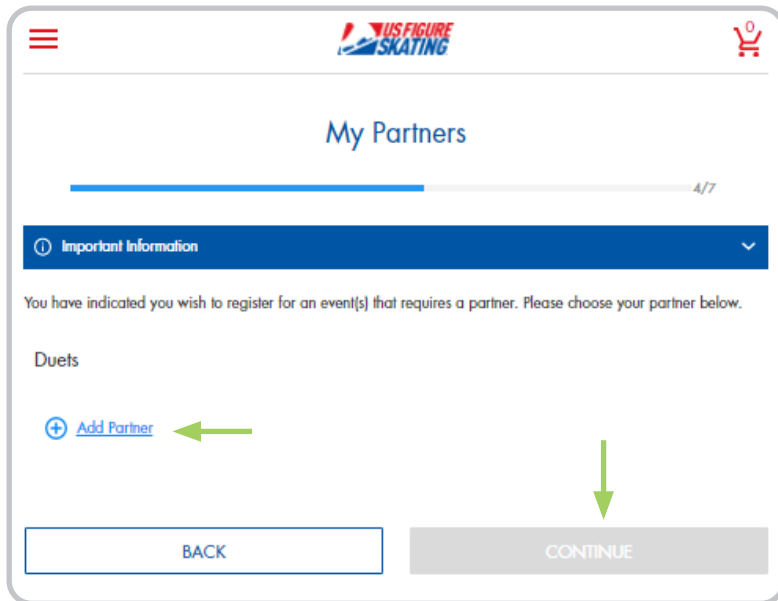 US FIGURE
SKATING
0
My Partners
4/7
Important Information
You have indicated you wish to register for an event(s) that requires a partner. Please choose your partner below.
Duets
Add Partner
BACK
CONTINUE